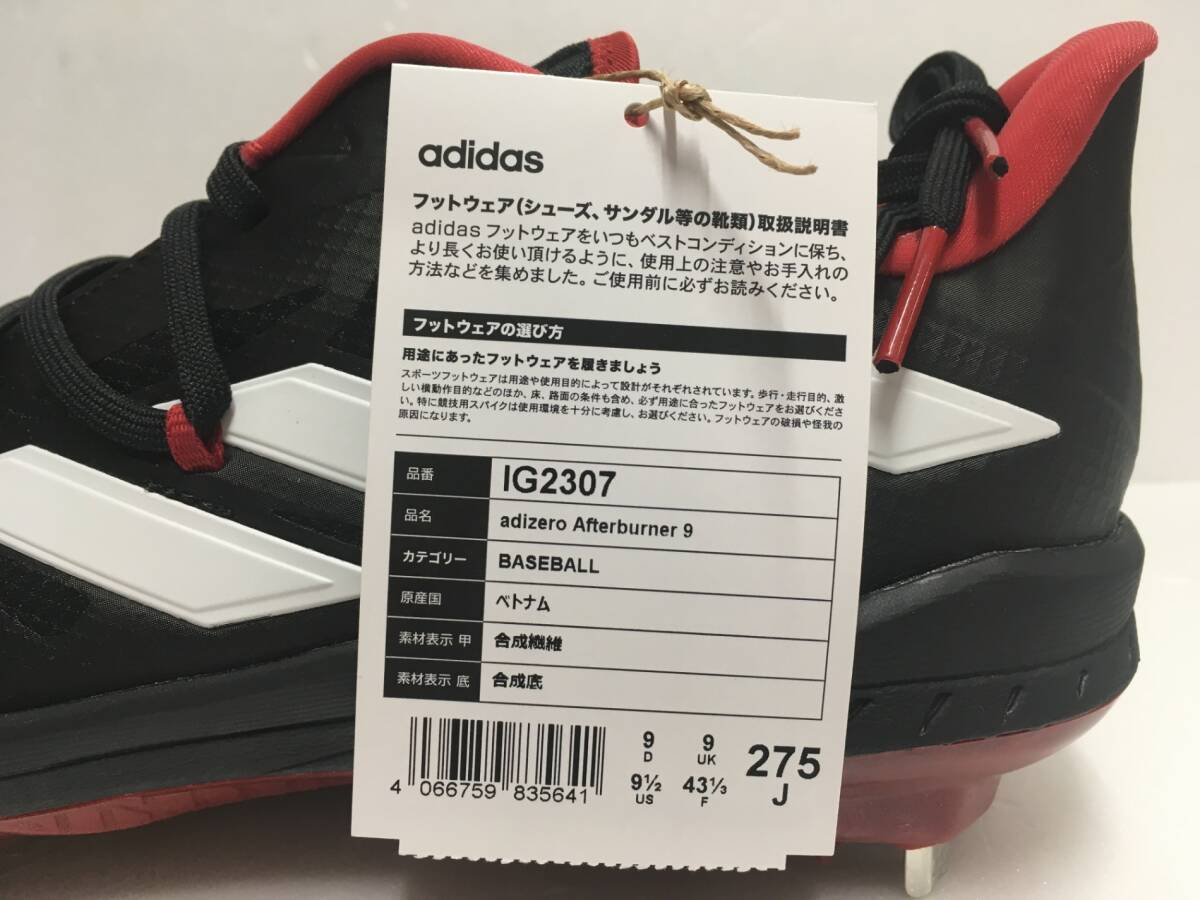 adidas
フットウェア(シューズ、サンダル等の靴類)取扱説明書
adidas フットウェアをいつもベストコンディションに保ち、
より長くお使い頂けるように、使用上の注意やお手入れの
方法などを集めました。ご使用前に必ずお読みください。
フットウェアの選び方
用途にあったフットウェアを履きましょう
スポーツフットウェアは用途や使用目的によって設計がそれぞれされています。歩行・走行目的、激
しい横動作目的などのほか、床、路面の条件も含め、必ず用途に合ったフットウェアをお選びくださ
い。特に競技用スパイクは使用環境を十分に考慮し、お選びください。フットウェアの破損や怪我の
原因になります。
品番 IG2307
品名 adizero Afterburner 9
カテゴリー BASEBALL
原産国 ベトナム
素材表示 甲 合成繊維
素材表示 底 合成底
4 066759 835641
9 D
9 UK
9½ US
43⅓ F
275 J